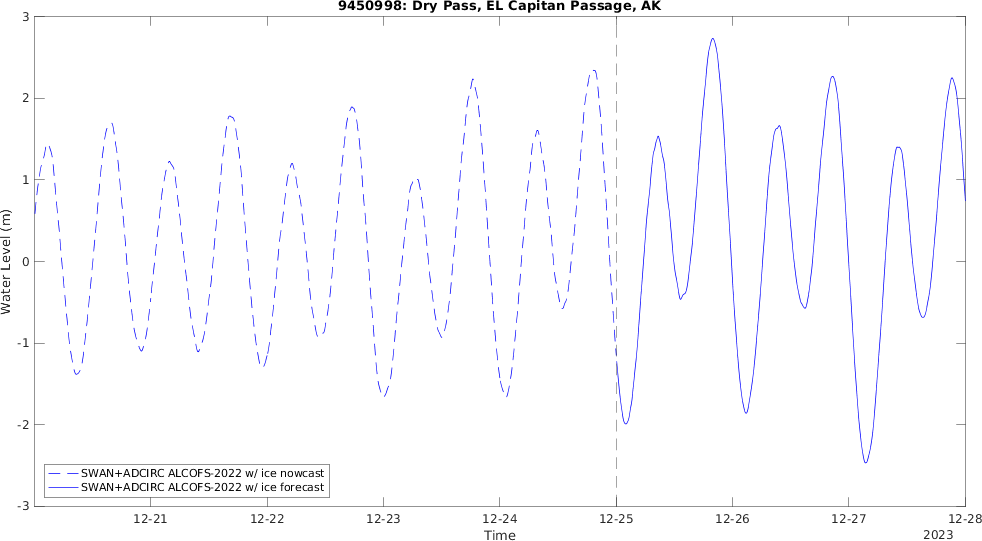 9450998: Dry Pass, EL Capitan Passage, AK
3
2
1
0
-1
-2
-3
Water Level (m)
SWAN+ADCIRC ALCOFS-2022 w/ ice nowcast
SWAN+ADCIRC ALCOFS-2022 w/ ice forecast
12-21 12-22 12-23 12-24 12-25 12-26 12-27 12-28
Time
2023